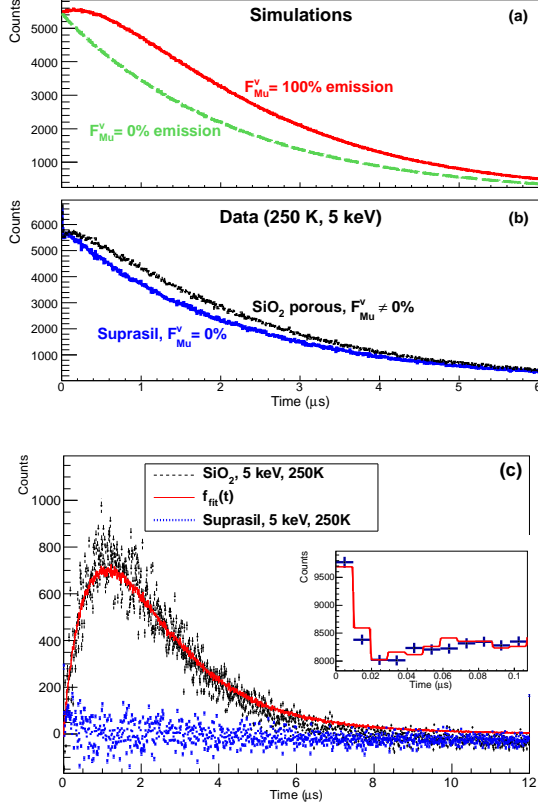 Simulations
(a)
Counts
5000
4000
3000
2000
1000
F^v_Mu = 100% emission
F^v_Mu = 0% emission
Data (250 K, 5 keV)
(b)
Counts
6000
5000
4000
3000
2000
1000
SiO2 porous, F^v_Mu ≠ 0%
Suprasil, F^v_Mu = 0%
0 1 2 3 4 5 6
Time (μs)
(c)
Counts
SiO2, 5 keV, 250K
f_fit(t)
Suprasil, 5 keV, 250K
1000
800
600
400
200
0
Counts
9500
9000
8500
8000
0 0.02 0.04 0.06 0.08 0.1
Time (μs)
0 2 4 6 8 10 12
Time (μs)